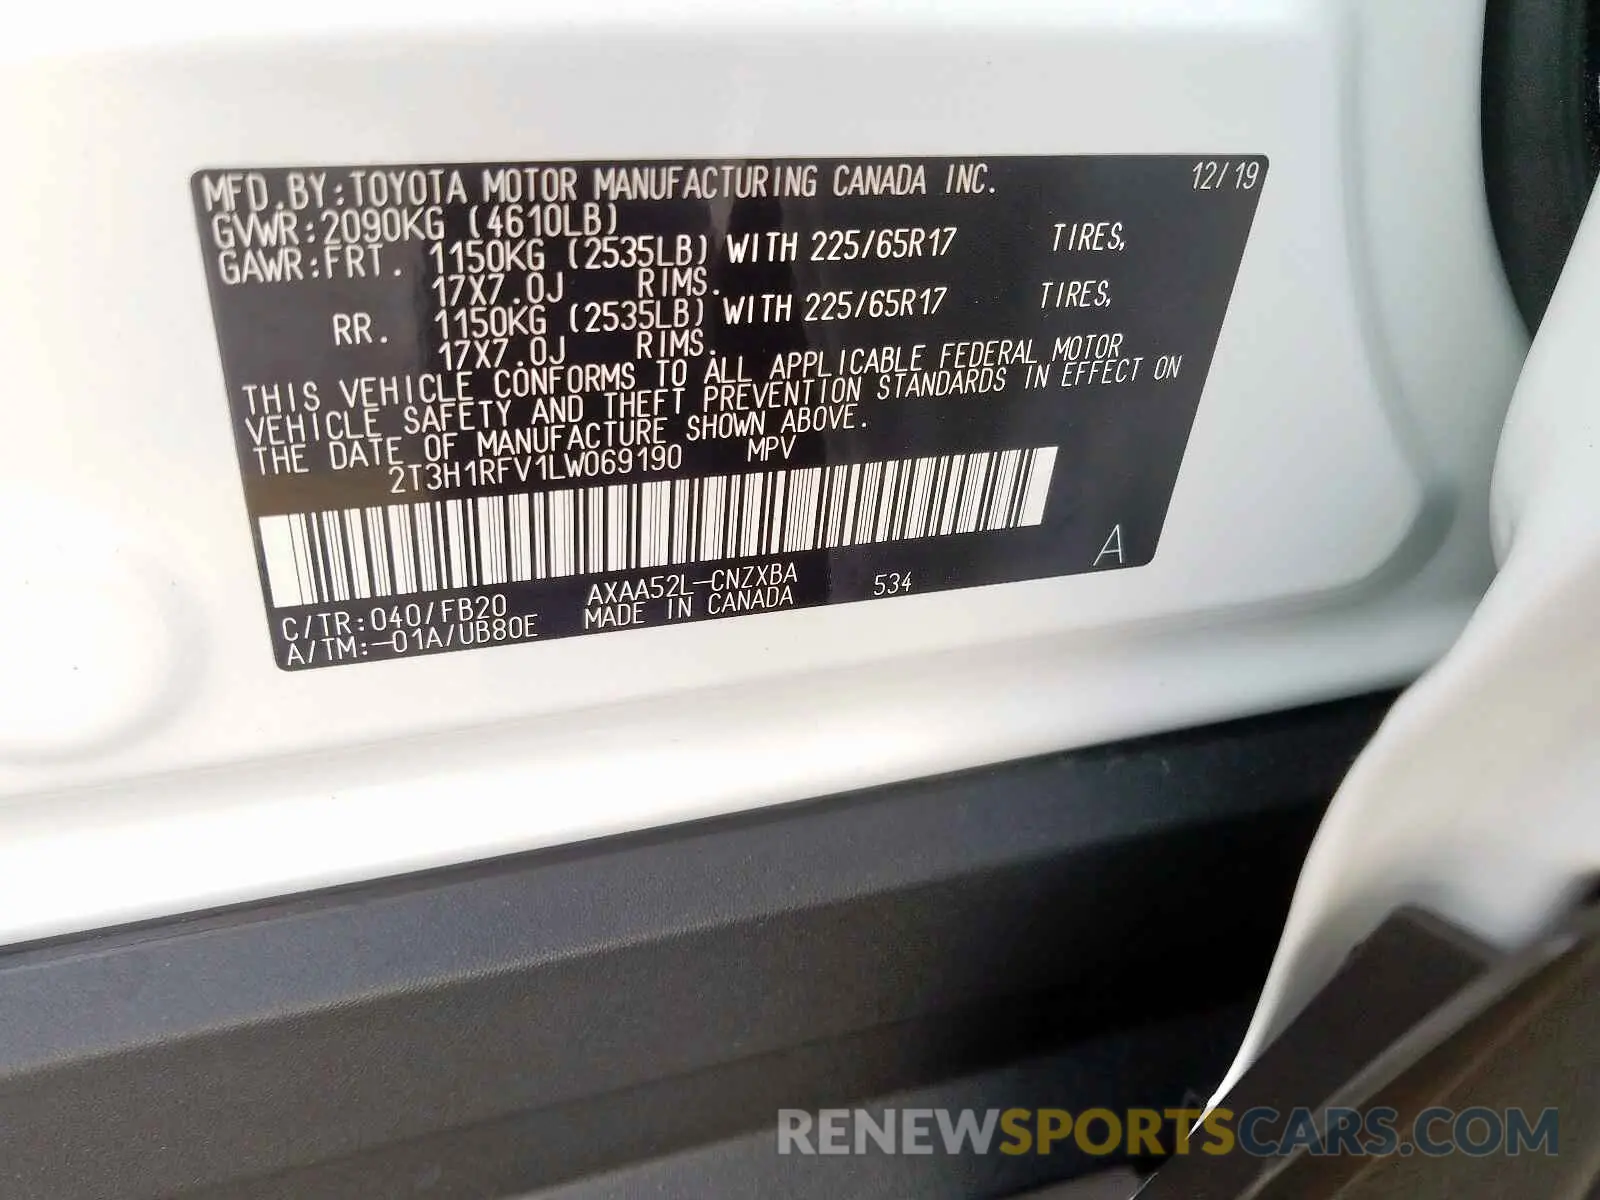 MFD.BY:TOYOTA MOTOR MANUFACTURING CANADA INC. 12/19
GVWR:2090KG (4610LB)
GAWR:FRT. 1150KG (2535LB) WITH 225/65R17 TIRES,
17X7.0J RIMS.
RR. 1150KG (2535LB) WITH 225/65R17 TIRES,
17X7.0J RIMS.
THIS VEHICLE CONFORMS TO ALL APPLICABLE FEDERAL MOTOR
VEHICLE SAFETY AND THEFT PREVENTION STANDARDS IN EFFECT ON
THE DATE OF MANUFACTURE SHOWN ABOVE.
2T3H1RFV1LW069190 MPV
A
C/TR:040/FB20 AXAA52L-CNZXBA 534
A/TM:-01A/UB80E MADE IN CANADA
RENEWSPORTSCARS.COM